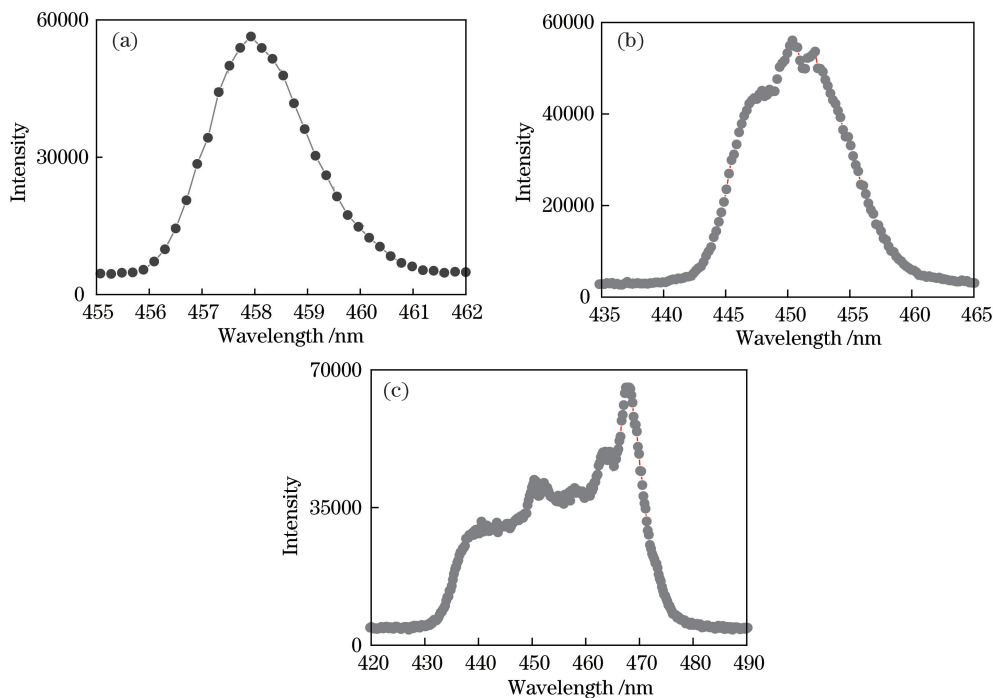 (a)
60000
30000
0
Intensity
455 456 457 458 459 460 461 462
Wavelength /nm
(b)
60000
40000
20000
0
Intensity
435 440 445 450 455 460 465
Wavelength /nm
(c)
70000
35000
0
Intensity
420 430 440 450 460 470 480 490
Wavelength /nm